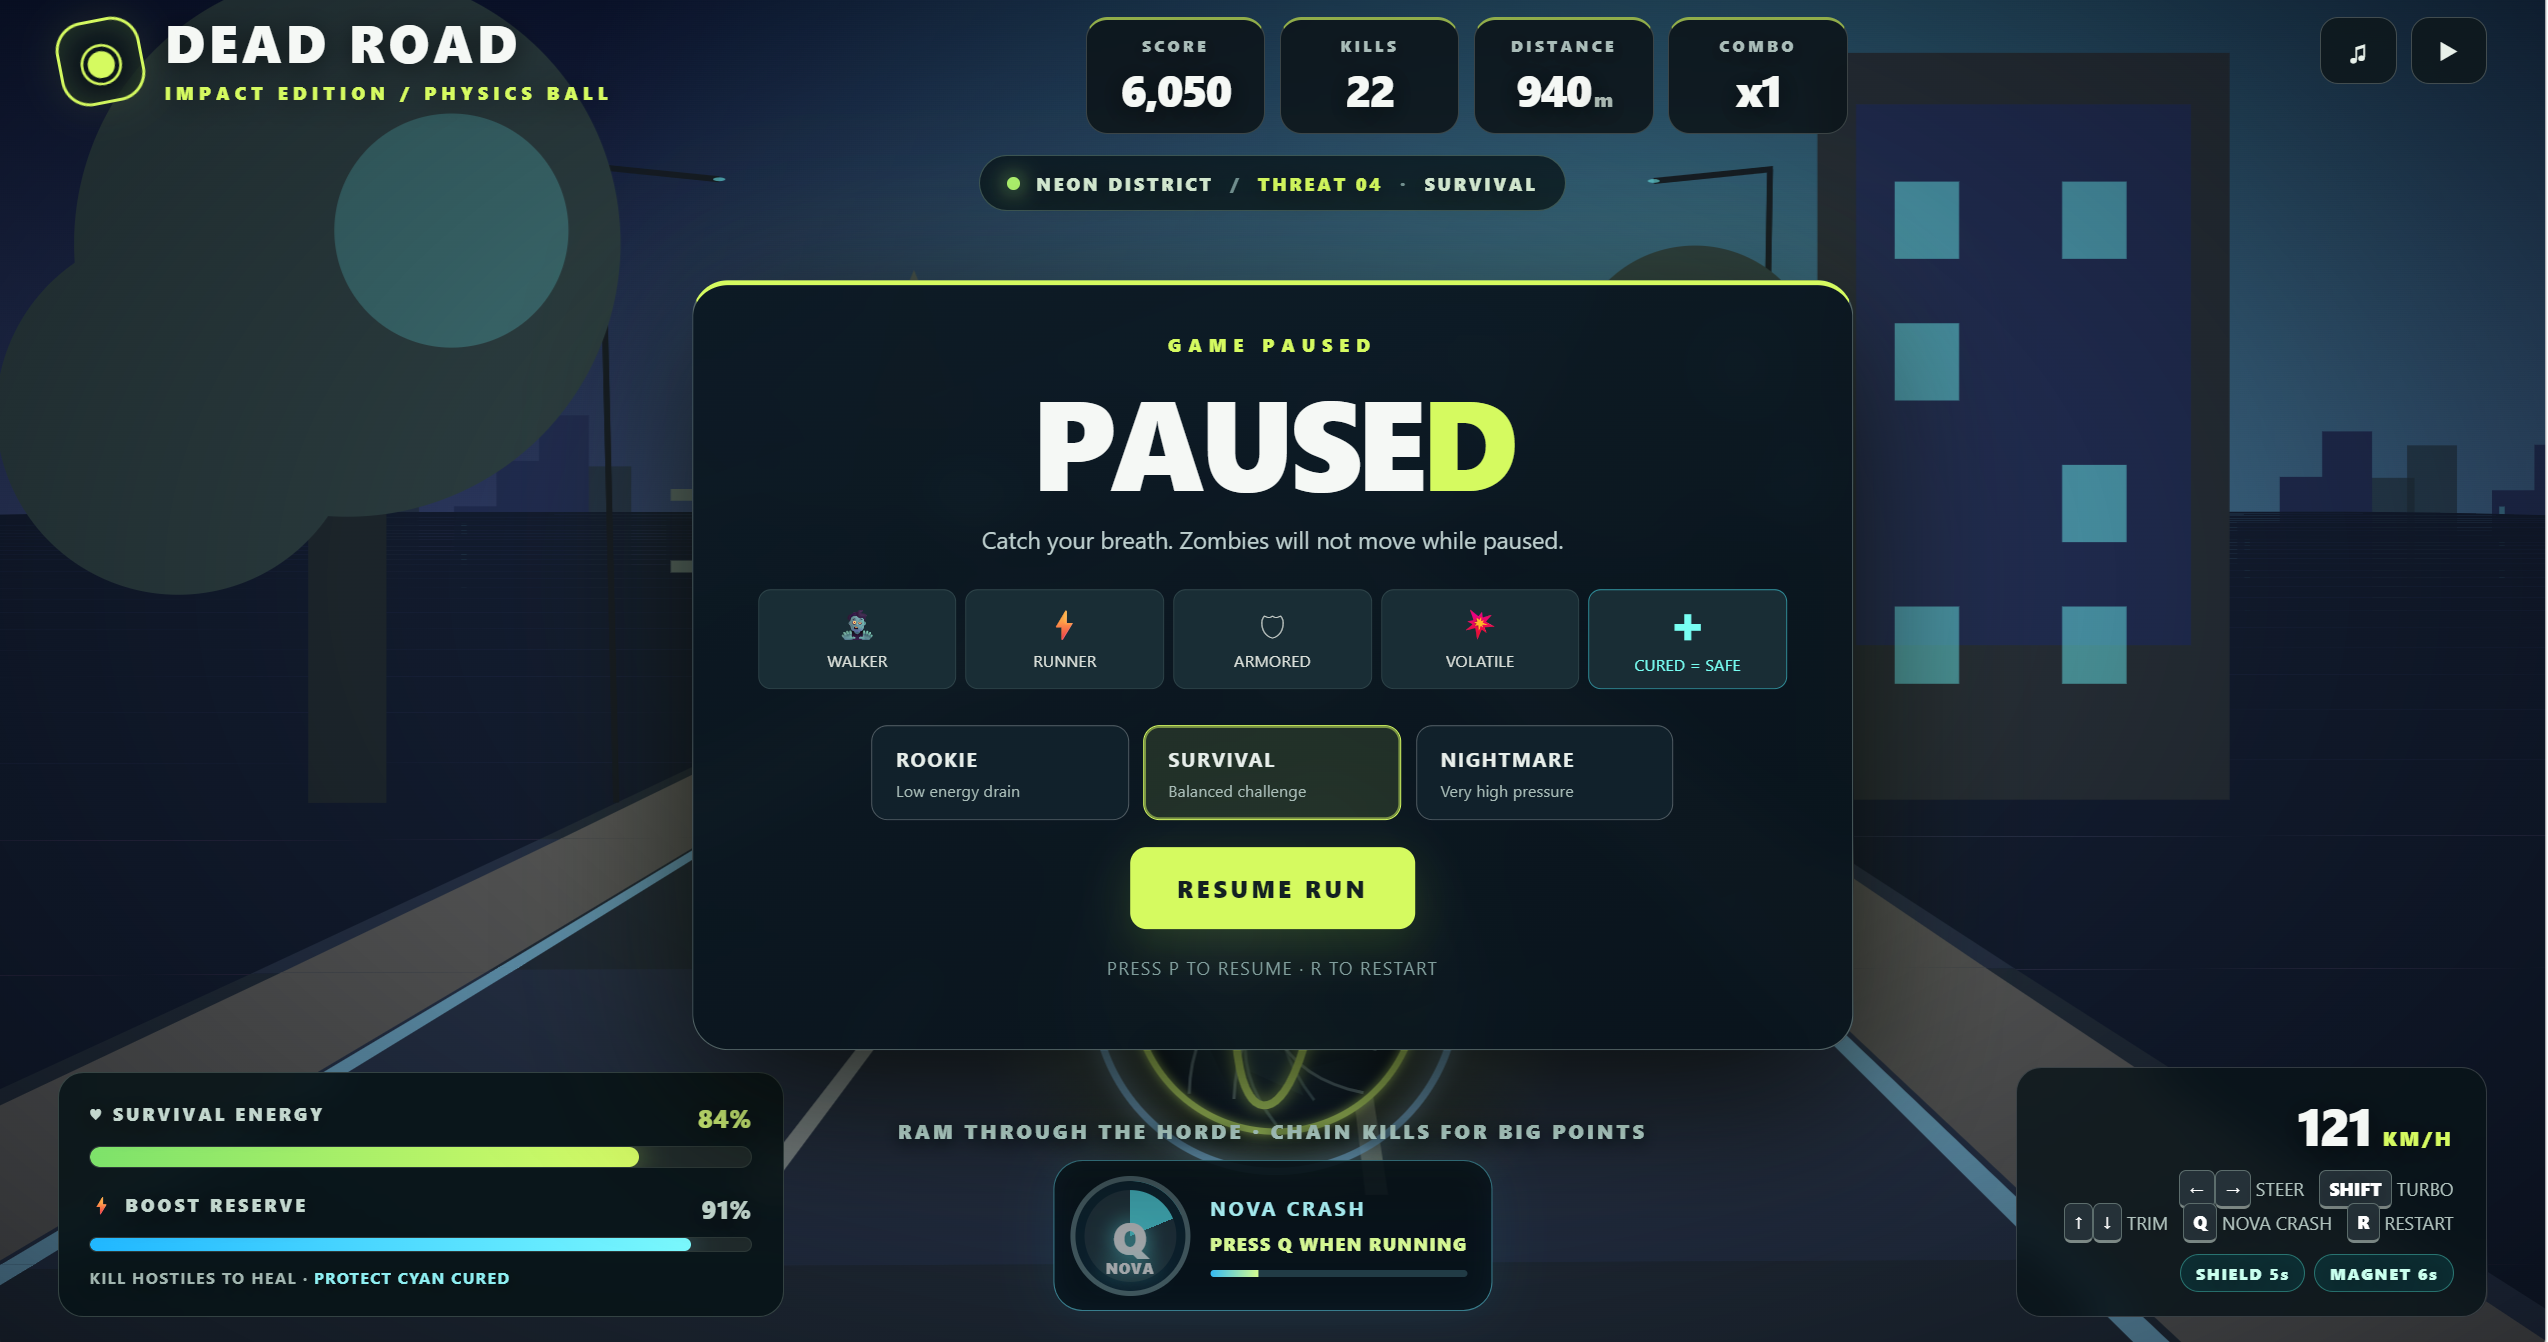 DEAD ROAD
IMPACT EDITION / PHYSICS BALL
SCORE
6,050
KILLS
22
DISTANCE
940m
COMBO
x1
NEON DISTRICT / THREAT 04 · SURVIVAL
GAME PAUSED
PAUSED
Catch your breath. Zombies will not move while paused.
WALKER
RUNNER
ARMORED
VOLATILE
CURED = SAFE
ROOKIE
Low energy drain
SURVIVAL
Balanced challenge
NIGHTMARE
Very high pressure
RESUME RUN
PRESS P TO RESUME · R TO RESTART
SURVIVAL ENERGY
84%
BOOST RESERVE
91%
KILL HOSTILES TO HEAL · PROTECT CYAN CURED
RAM THROUGH THE HORDE · CHAIN KILLS FOR BIG POINTS
Q
NOVA
NOVA CRASH
PRESS Q WHEN RUNNING
121 KM/H
← → STEER SHIFT TURBO
↑ ↓ TRIM Q NOVA CRASH R RESTART
SHIELD 5s MAGNET 6s